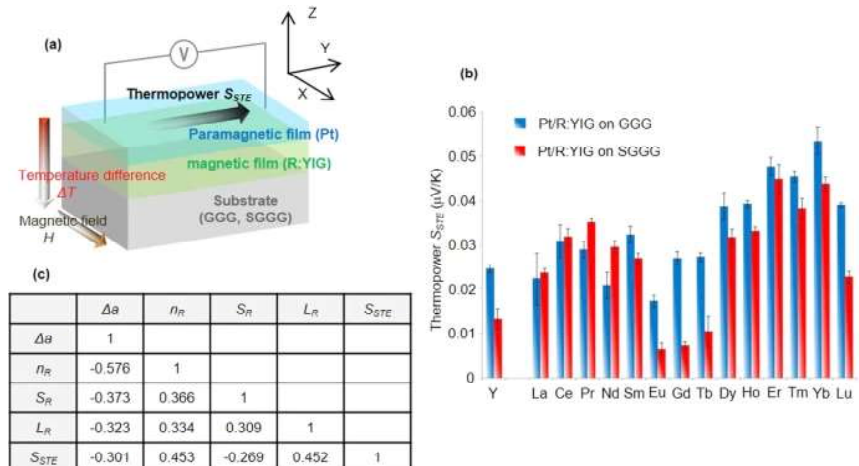 (a)
Z
Y
X
V
Thermopower S_STE
Paramagnetic film (Pt)
magnetic film (R:YIG)
Temperature difference
ΔT
Substrate
(GGG, SGGG)
Magnetic field
H
(b)
Pt/R:YIG on GGG
Pt/R:YIG on SGGG
Thermopower S_STE (μV/K)
0.06
0.05
0.04
0.03
0.02
0.01
0
Y La Ce Pr Nd Sm Eu Gd Tb Dy Ho Er Tm Yb Lu
(c)
Δa n_R S_R L_R S_STE
Δa 1
n_R -0.576 1
S_R -0.373 0.366 1
L_R -0.323 0.334 0.309 1
S_STE -0.301 0.453 -0.269 0.452 1